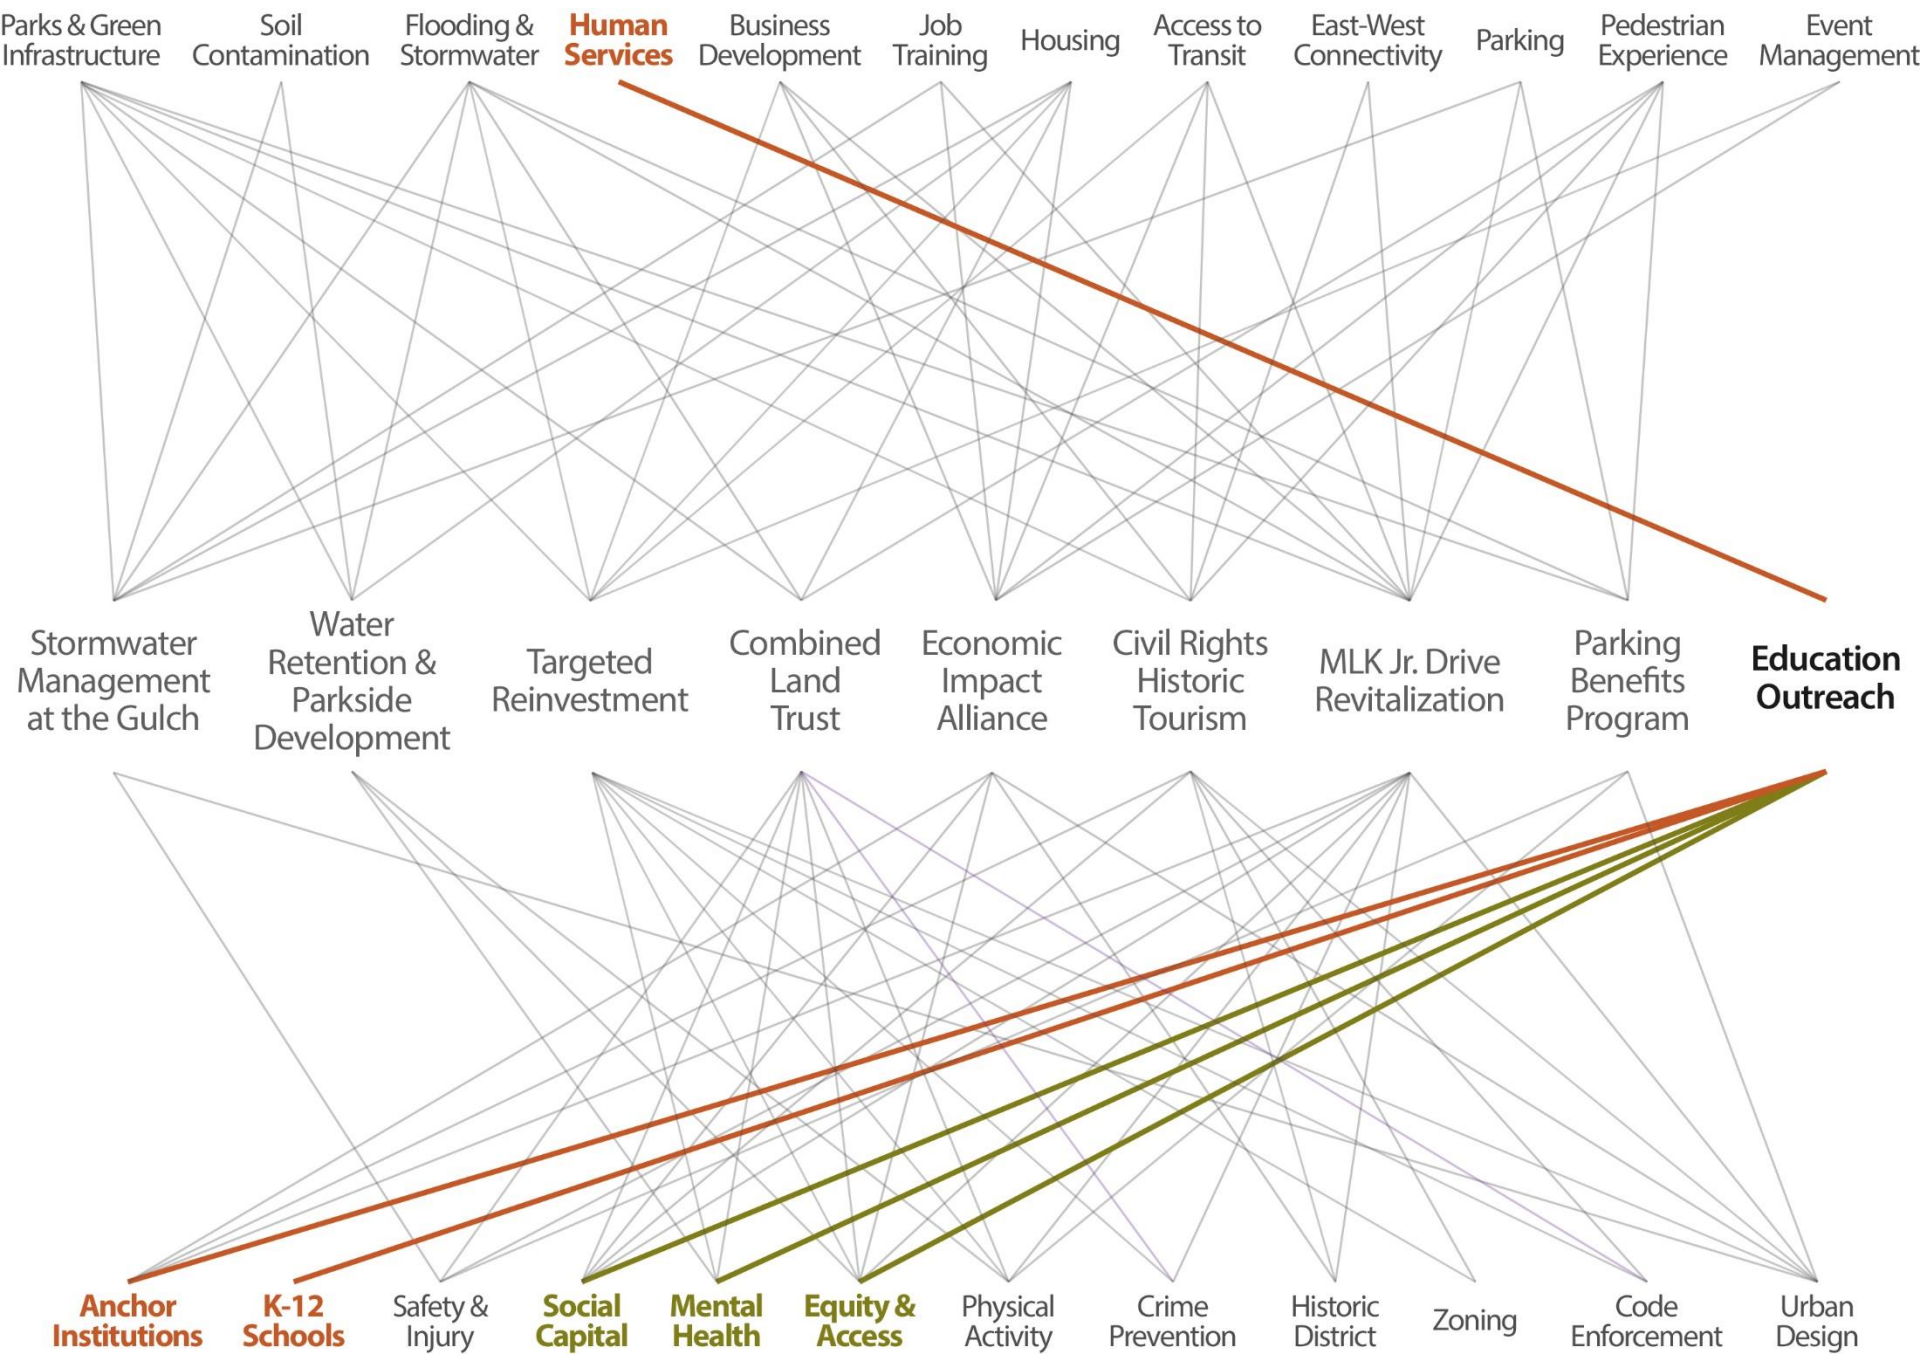 Parks & Green
Infrastructure
Soil
Contamination
Flooding &
Stormwater
Human
Services
Business
Development
Job
Training
Housing
Access to
Transit
East-West
Connectivity
Parking
Pedestrian
Experience
Event
Management
Stormwater
Management
at the Gulch
Water
Retention &
Parkside
Development
Targeted
Reinvestment
Combined
Land
Trust
Economic
Impact
Alliance
Civil Rights
Historic
Tourism
MLK Jr. Drive
Revitalization
Parking
Benefits
Program
Education
Outreach
Anchor
Institutions
K-12
Schools
Safety &
Injury
Social
Capital
Mental
Health
Equity &
Access
Physical
Activity
Crime
Prevention
Historic
District
Zoning
Code
Enforcement
Urban
Design